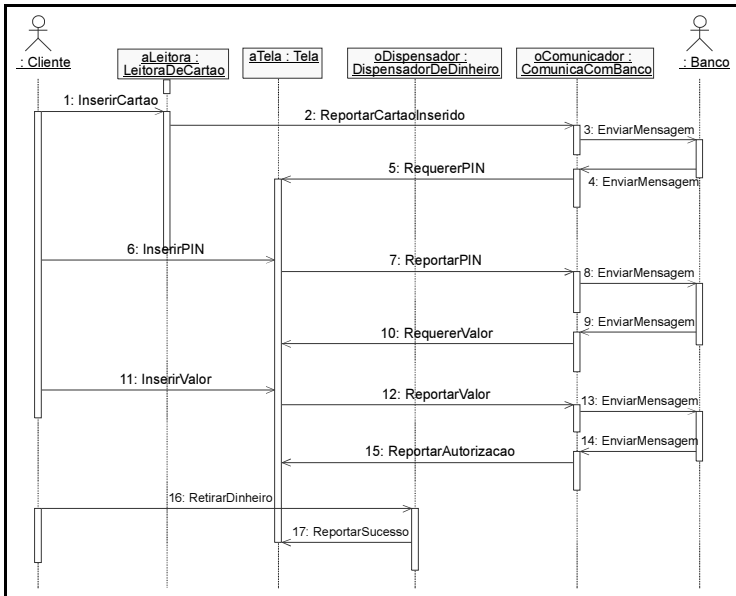 : Cliente
aLeitora :
LeitoraDeCartao
aTela : Tela
oDispensador :
DispensadorDeDinheiro
oComunicador :
ComunicaComBanco
: Banco
1: InserirCartao
2: ReportarCartaoInserido
3: EnviarMensagem
4: EnviarMensagem
5: RequererPIN
6: InserirPIN
7: ReportarPIN
8: EnviarMensagem
9: EnviarMensagem
10: RequererValor
11: InserirValor
12: ReportarValor
13: EnviarMensagem
14: EnviarMensagem
15: ReportarAutorizacao
16: RetirarDinheiro
17: ReportarSucesso